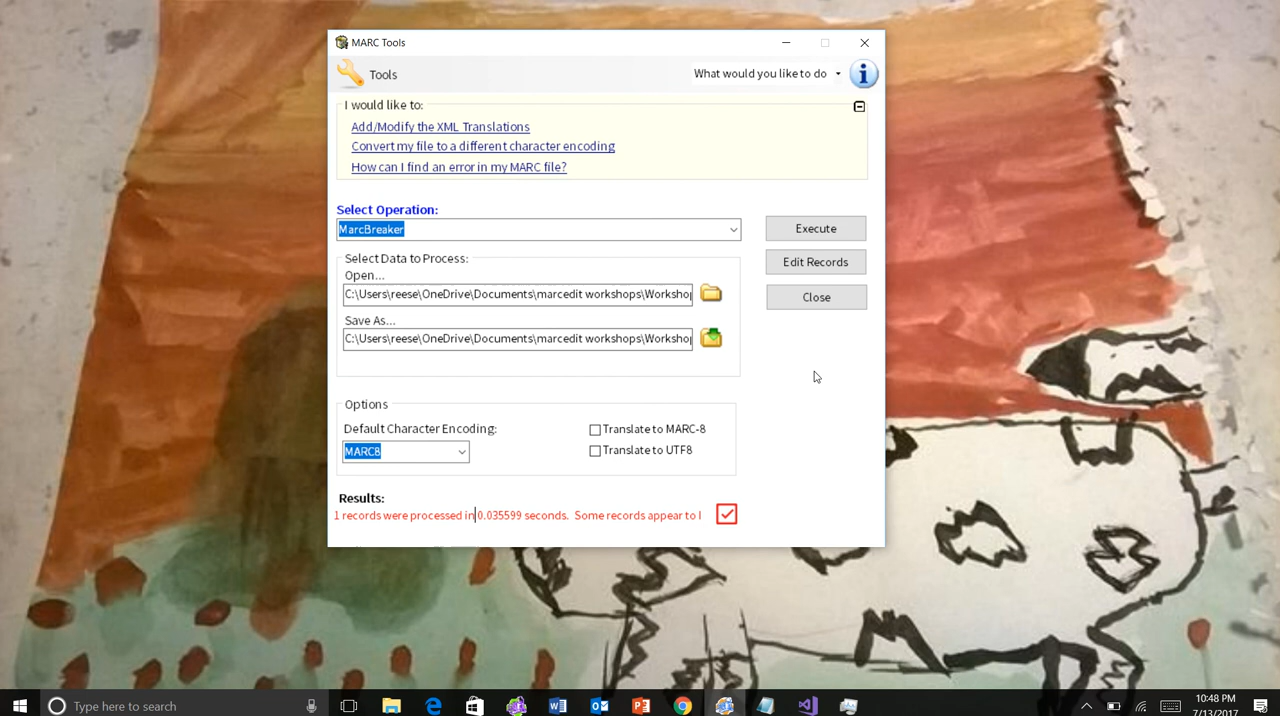 MARC Tools
Tools
What would you like to do
I would like to:
Add/Modify the XML Translations
Convert my file to a different character encoding
How can I find an error in my MARC file?
Select Operation:
MarcBreaker
Execute
Select Data to Process:
Edit Records
Open...
C:\Users\reese\OneDrive\Documents\marcedit workshops\Workshop
Close
Save As...
C:\Users\reese\OneDrive\Documents\marcedit workshops\Workshop
Options
Default Character Encoding:
Translate to MARC-8
MARC8
Translate to UTF8
Results:
1 records were processed in 0.035599 seconds.  Some records appear to
Type here to search
10:48 PM
7/13/2017